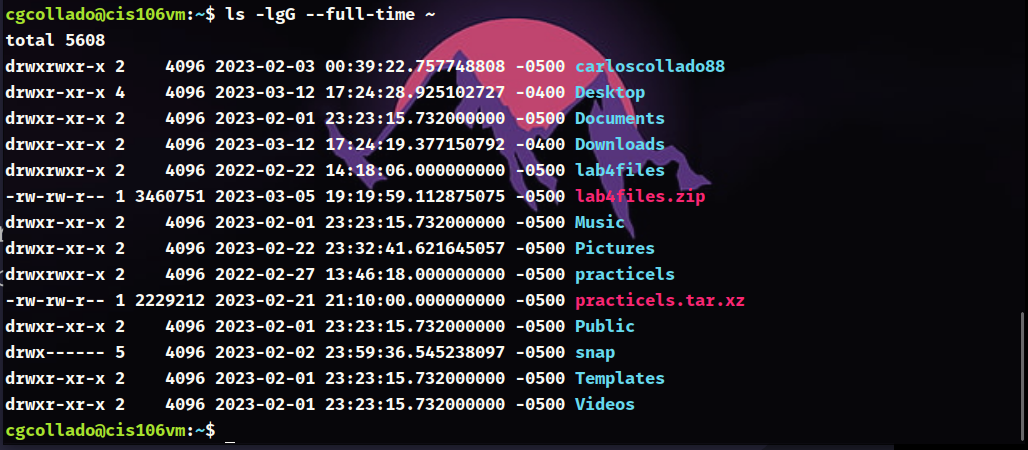 cgcollado@cis106vm:~$ ls -lgG --full-time ~
total 5608
drwxrwxr-x 2    4096 2023-02-03 00:39:22.757748808 -0500 carloscollado88
drwxr-xr-x 4    4096 2023-03-12 17:24:28.925102727 -0400 Desktop
drwxr-xr-x 2    4096 2023-02-01 23:23:15.732000000 -0500 Documents
drwxr-xr-x 2    4096 2023-03-12 17:24:19.377150792 -0400 Downloads
drwxrwxr-x 2    4096 2022-02-22 14:18:06.000000000 -0500 lab4files
-rw-rw-r-- 1 3460751 2023-03-05 19:19:59.112875075 -0500 lab4files.zip
drwxr-xr-x 2    4096 2023-02-01 23:23:15.732000000 -0500 Music
drwxr-xr-x 2    4096 2023-02-22 23:32:41.621645057 -0500 Pictures
drwxrwxr-x 2    4096 2022-02-27 13:46:18.000000000 -0500 practicels
-rw-rw-r-- 1 2229212 2023-02-21 21:10:00.000000000 -0500 practicels.tar.xz
drwxr-xr-x 2    4096 2023-02-01 23:23:15.732000000 -0500 Public
drwx------ 5    4096 2023-02-02 23:59:36.545238097 -0500 snap
drwxr-xr-x 2    4096 2023-02-01 23:23:15.732000000 -0500 Templates
drwxr-xr-x 2    4096 2023-02-01 23:23:15.732000000 -0500 Videos
cgcollado@cis106vm:~$